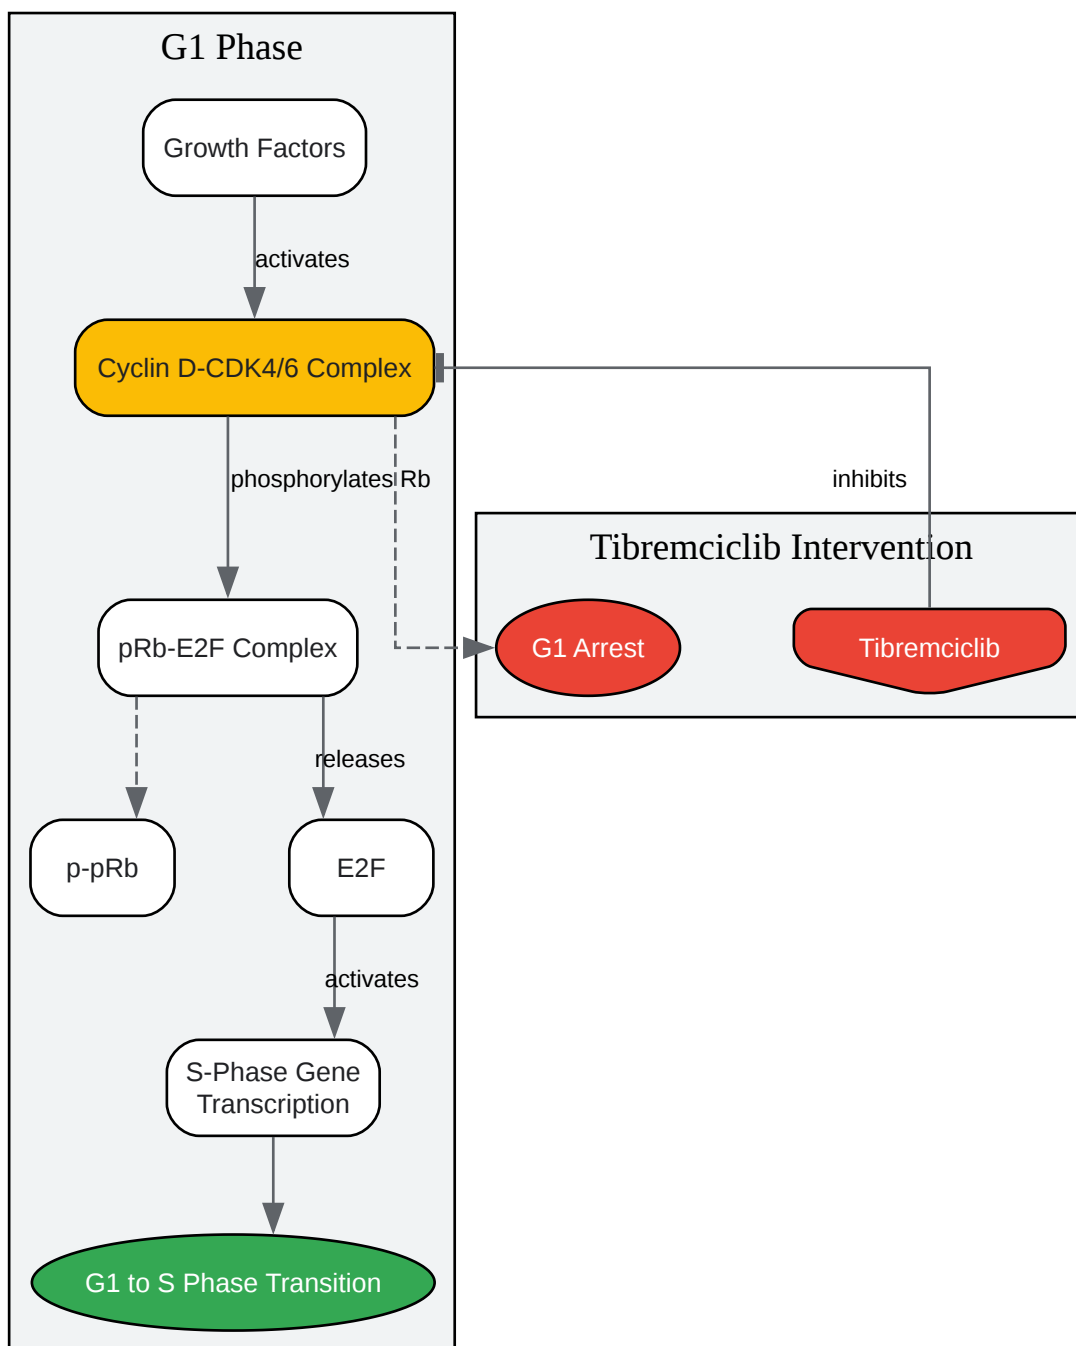 G1 Phase
Growth Factors
activates
Cyclin D-CDK4/6 Complex
phosphorylates Rb
inhibits
Tibremciclib Intervention
pRb-E2F Complex
G1 Arrest
Tibremciclib
releases
p-pRb
E2F
activates
S-Phase Gene
Transcription
G1 to S Phase Transition